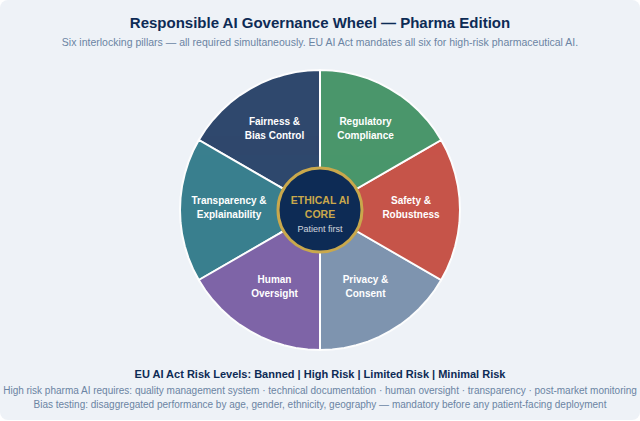 Responsible AI Governance Wheel — Pharma Edition
Six interlocking pillars — all required simultaneously. EU AI Act mandates all six for high-risk pharmaceutical AI.
Fairness &
Bias Control
Regulatory
Compliance
Transparency &
Explainability
ETHICAL AI
CORE
Patient first
Safety &
Robustness
Human
Oversight
Privacy &
Consent
EU AI Act Risk Levels: Banned | High Risk | Limited Risk | Minimal Risk
High risk pharma AI requires: quality management system · technical documentation · human oversight · transparency · post-market monitoring
Bias testing: disaggregated performance by age, gender, ethnicity, geography — mandatory before any patient-facing deployment